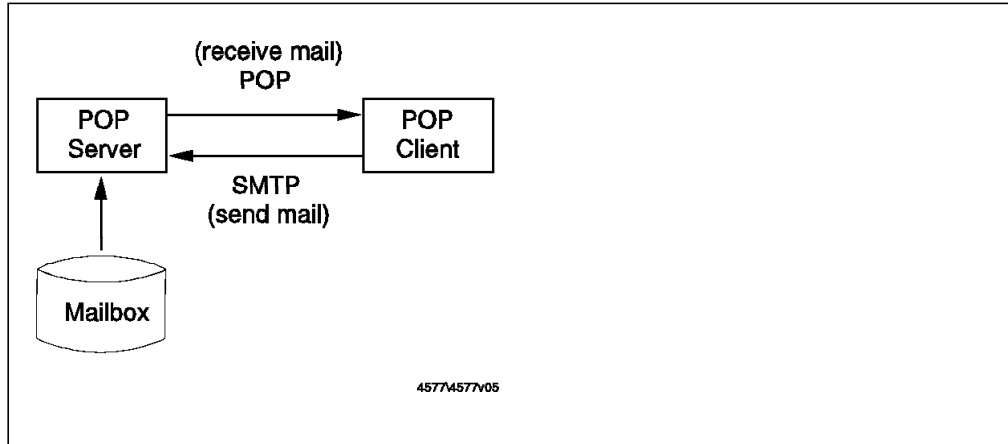 (receive mail)
POP
POP
Server
POP
Client
SMTP
(send mail)
Mailbox
4577\4577v05